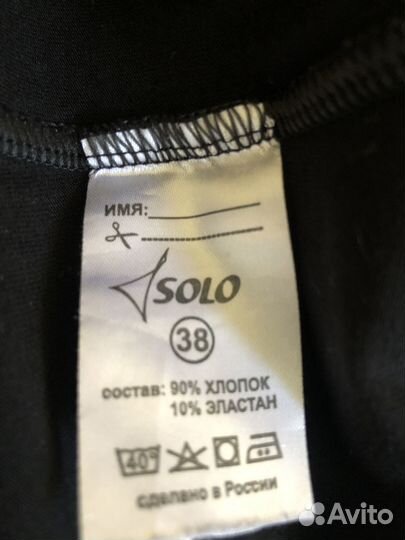 ИМЯ:
SOLO
38
состав: 90% ХЛОПОК
10% ЭЛАСТАН
40°
сделано в России
Avito